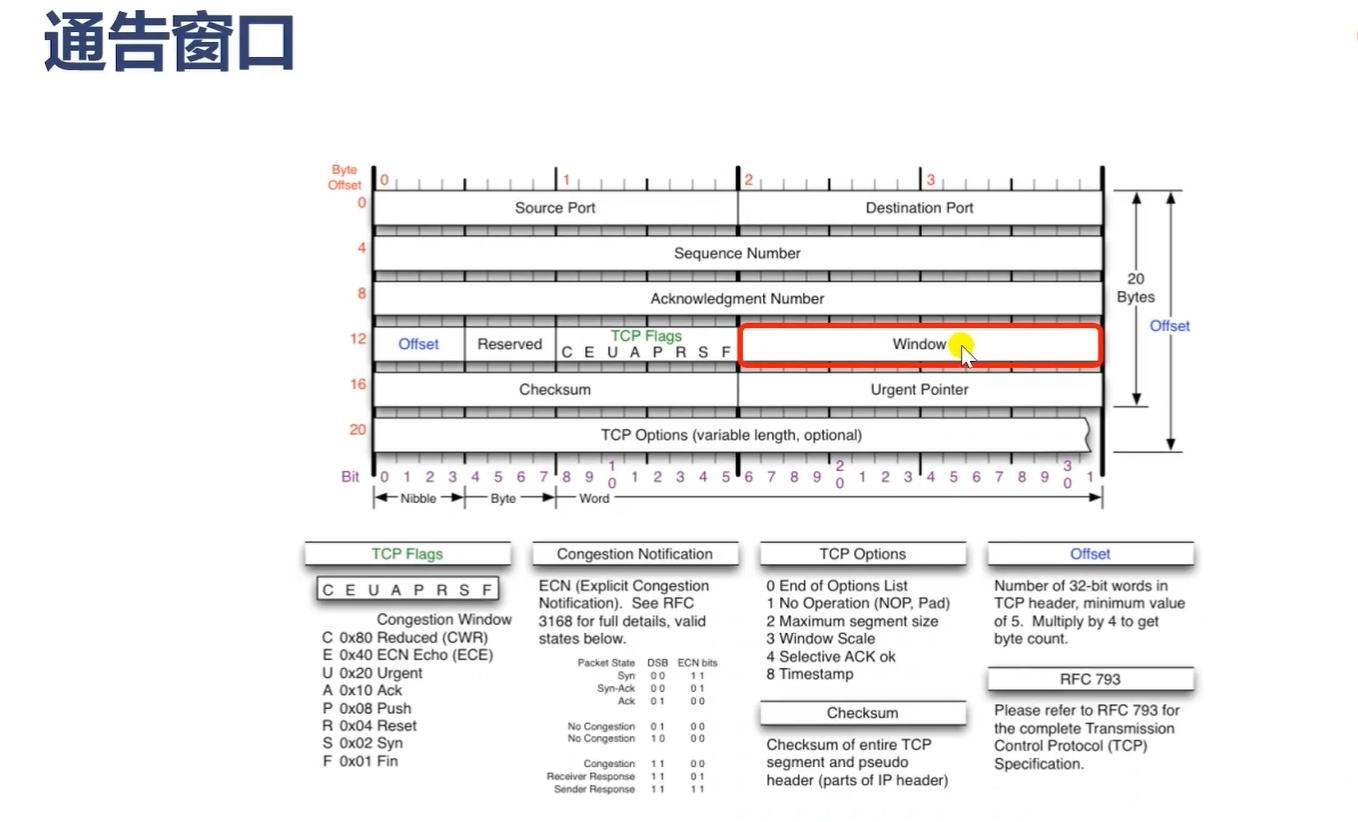 通告窗口
Byte
Offset
0 1 2 3
0
Source Port Destination Port
4
Sequence Number
8
Acknowledgment Number
20
Bytes
Offset
12
Offset Reserved TCP Flags Window
C E U A P R S F
16
Checksum Urgent Pointer
20
TCP Options (variable length, optional)
Bit 0 1 2 3 4 5 6 7 8 9 10 1 2 3 4 5 6 7 8 9 20 1 2 3 4 5 6 7 8 9 30 1
Nibble Byte Word
TCP Flags
C E U A P R S F
Congestion Window
C 0x80 Reduced (CWR)
E 0x40 ECN Echo (ECE)
U 0x20 Urgent
A 0x10 Ack
P 0x08 Push
R 0x04 Reset
S 0x02 Syn
F 0x01 Fin
Congestion Notification
ECN (Explicit Congestion
Notification). See RFC
3168 for full details, valid
states below.
Packet State DSB ECN bits
Syn 0 0 1 1
Syn-Ack 0 0 0 1
Ack 0 1 0 0
No Congestion 0 1 0 0
No Congestion 1 0 0 0
Congestion 1 1 0 0
Receiver Response 1 1 0 1
Sender Response 1 1 1 1
TCP Options
0 End of Options List
1 No Operation (NOP, Pad)
2 Maximum segment size
3 Window Scale
4 Selective ACK ok
8 Timestamp
Checksum
Checksum of entire TCP
segment and pseudo
header (parts of IP header)
Offset
Number of 32-bit words in
TCP header, minimum value
of 5. Multiply by 4 to get
byte count.
RFC 793
Please refer to RFC 793 for
the complete Transmission
Control Protocol (TCP)
Specification.